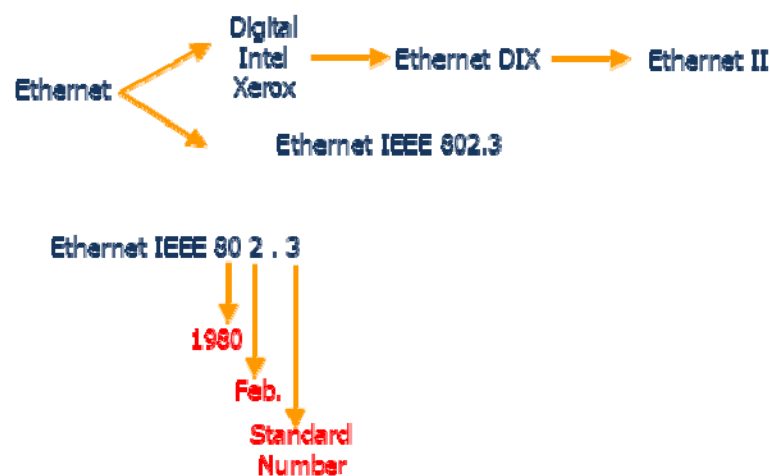 Digital
Intel
Xerox
Ethernet
Ethernet DIX
Ethernet II
Ethernet IEEE 802.3
Ethernet IEEE 80 2 . 3
1980
Feb.
Standard
Number